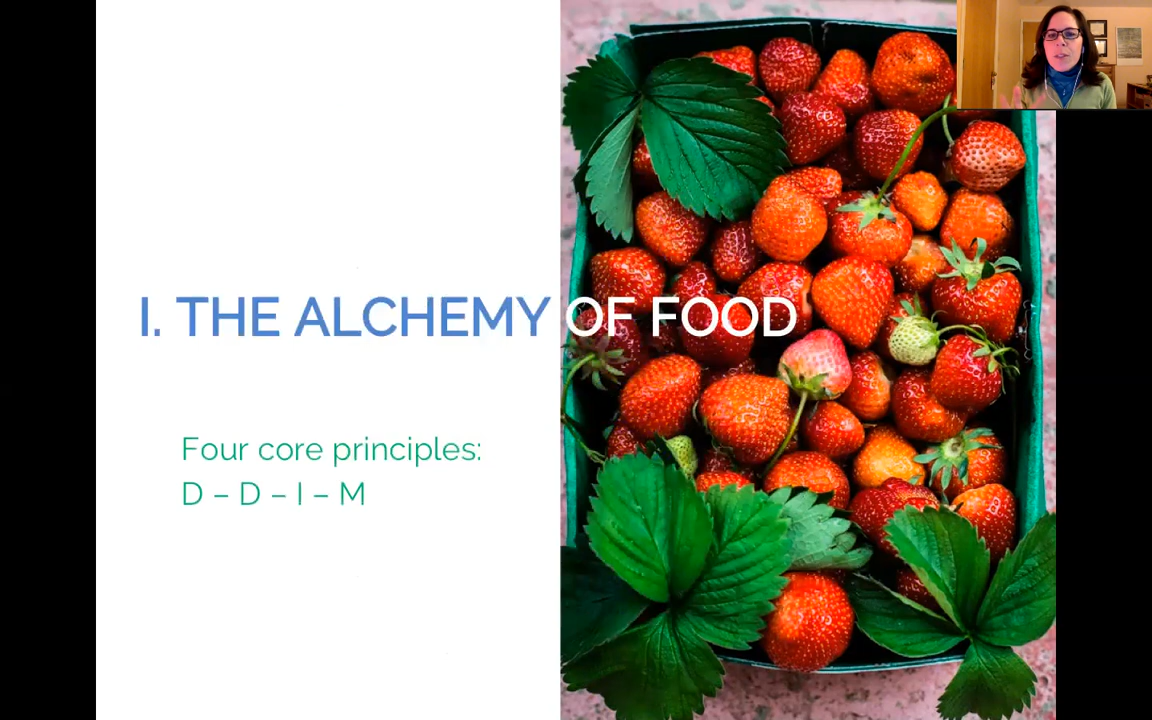 I. THE ALCHEMY OF FOOD
Four core principles:
D – D – I – M